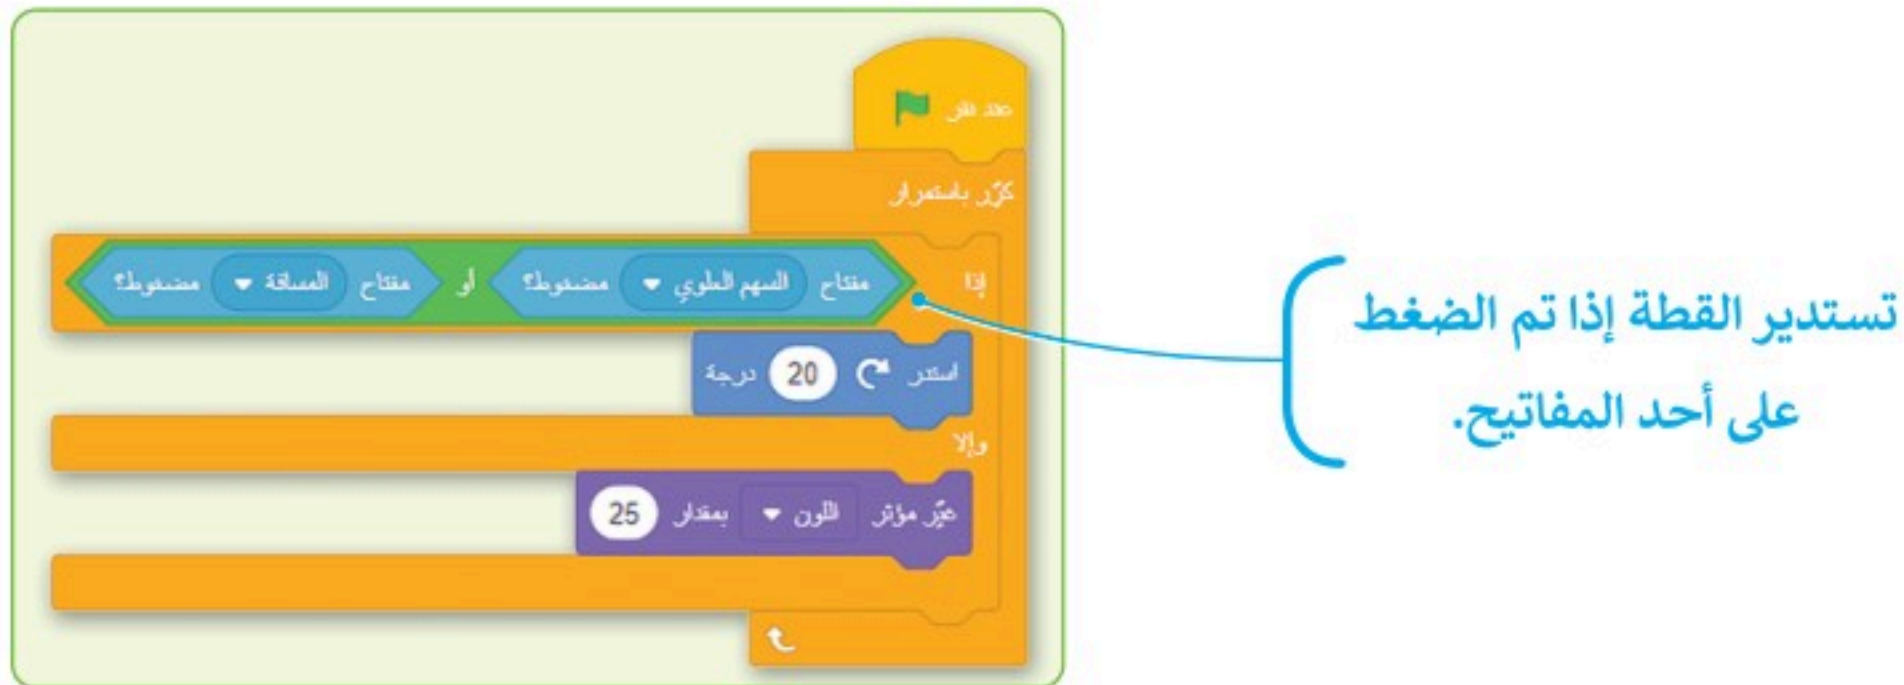 عند نقر
كرّر باستمرار
إذا مفتاح السهم العلوي مضغوط؟ أو مفتاح المسافة مضغوط؟
استدر 20 درجة
وإلا
غيّر مؤثر اللون بمقدار 25
تستدير القطة إذا تم الضغط
على أحد المفاتيح.